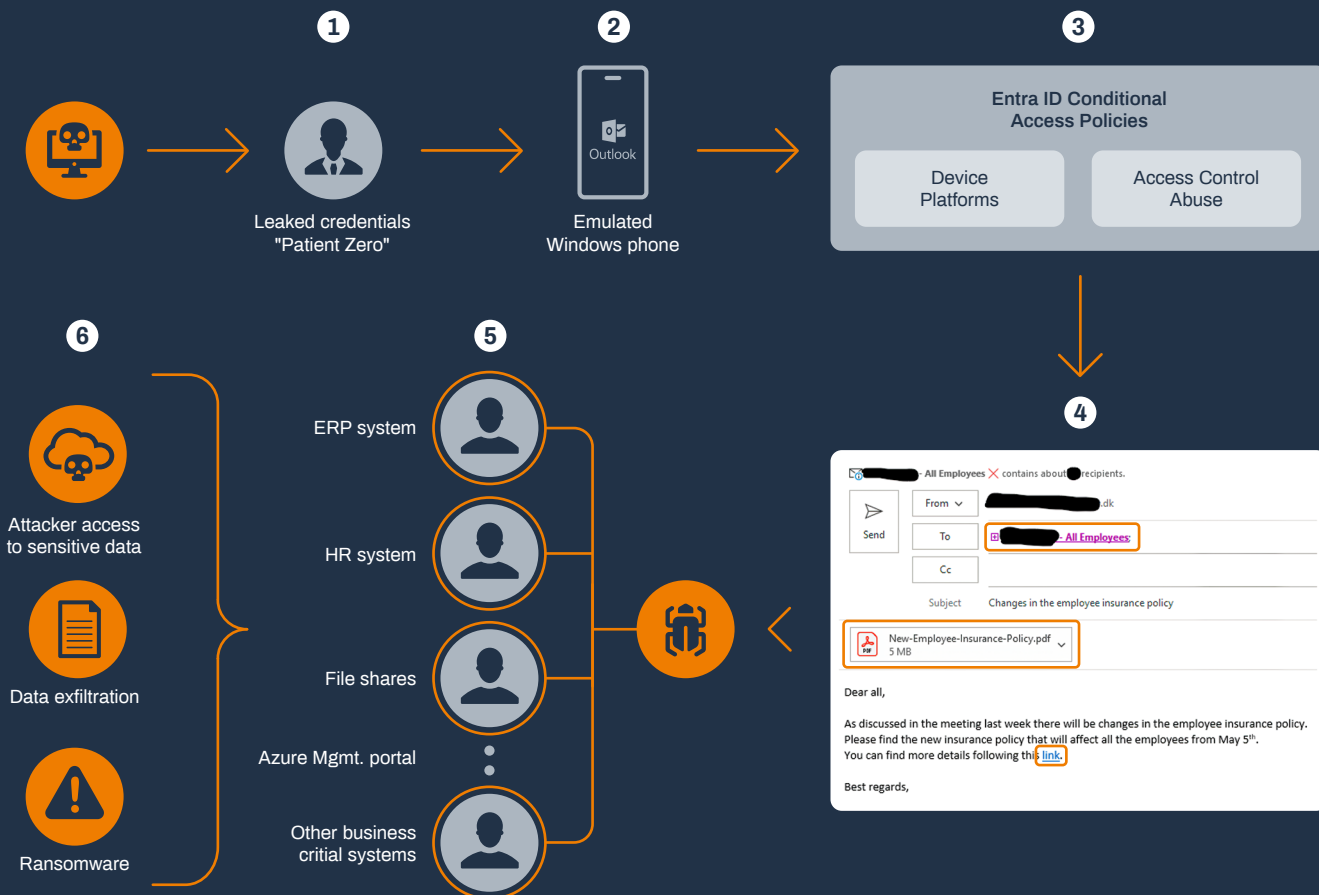 1
2
3
Leaked credentials
"Patient Zero"
Outlook
Emulated
Windows phone
Entra ID Conditional
Access Policies
Device
Platforms
Access Control
Abuse
6
5
4
Attacker access
to sensitive data
Data exfiltration
Ransomware
ERP system
HR system
File shares
Azure Mgmt. portal
Other business
critial systems
- All Employees contains about recipients.
Send
From
.dk
To
- All Employees;
Cc
Subject Changes in the employee insurance policy
PDF
New-Employee-Insurance-Policy.pdf
5 MB
Dear all,
As discussed in the meeting last week there will be changes in the employee insurance policy.
Please find the new insurance policy that will affect all the employees from May 5th.
You can find more details following this link.
Best regards,